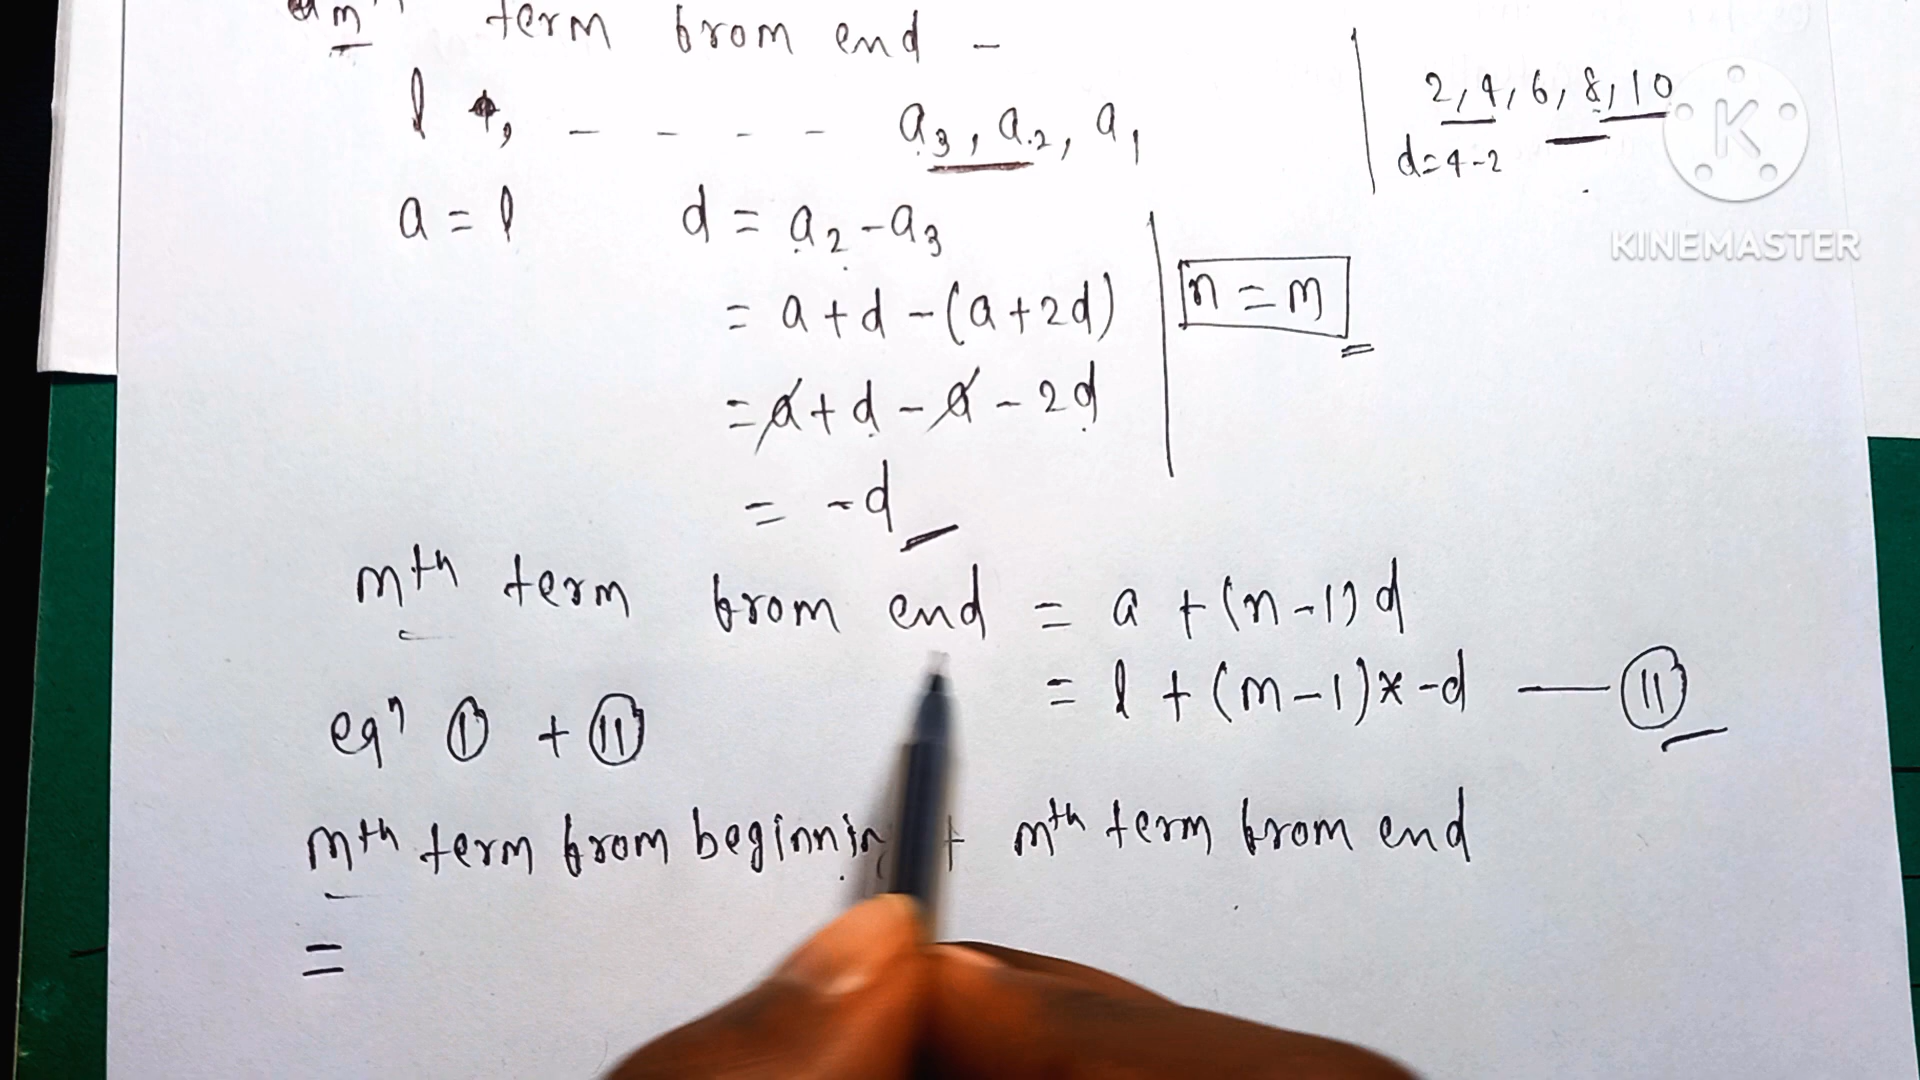 term from end -
l , - - - - a3, a2, a1
2, 4, 6, 8, 10
d=4-2
KINEMASTER
a = l d = a2 - a3
= a + d - (a + 2d)
n = m
= a + d - a - 2d
= -d
mth term from end = a + (n-1)d
= l + (m-1)x-d — (II)
eqn (I) + (II)
mth term from beginnin + mth term from end
=